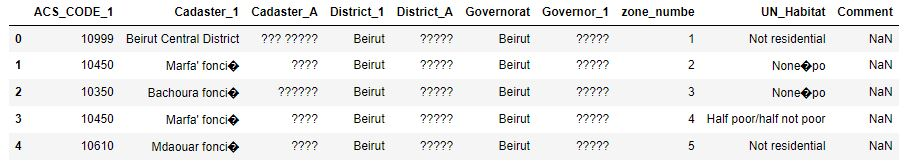 ACS_CODE_1 Cadaster_1 Cadaster_A District_1 District_A Governorat Governor_1 zone_numbe UN_Habitat Comment
0 10999 Beirut Central District ??? ????? Beirut ????? Beirut ????? 1 Not residential NaN
1 10450 Marfa' fonci� ???? Beirut ????? Beirut ????? 2 None�po NaN
2 10350 Bachoura fonci� ?????? Beirut ????? Beirut ????? 3 None�po NaN
3 10450 Marfa' fonci� ???? Beirut ????? Beirut ????? 4 Half poor/half not poor NaN
4 10610 Mdaouar fonci� ???? Beirut ????? Beirut ????? 5 Not residential NaN